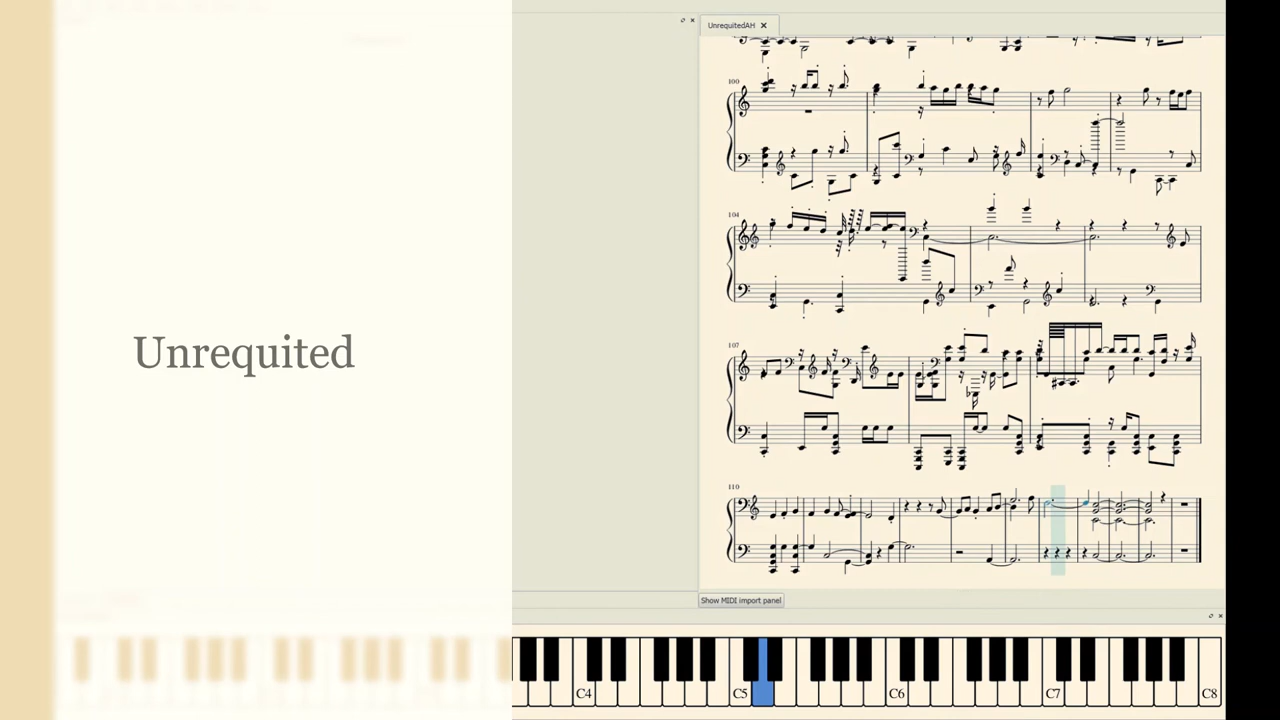 UnrequitedAH
100
104
Unrequited
107
110
Show MIDI import panel
C4
C5
C6
C7
C8